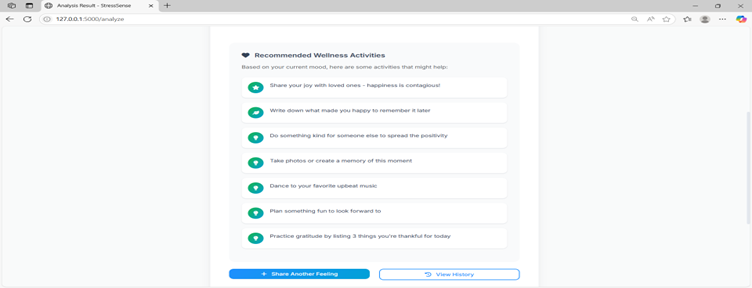 Analysis Result - StressSense
127.0.0.1:5000/analyze
Recommended Wellness Activities
Based on your current mood, here are some activities that might help:
Share your joy with loved ones - happiness is contagious!
Write down what made you happy to remember it later
Do something kind for someone else to spread the positivity
Take photos or create a memory of this moment
Dance to your favorite upbeat music
Plan something fun to look forward to
Practice gratitude by listing 3 things you're thankful for today
+ Share Another Feeling
View History